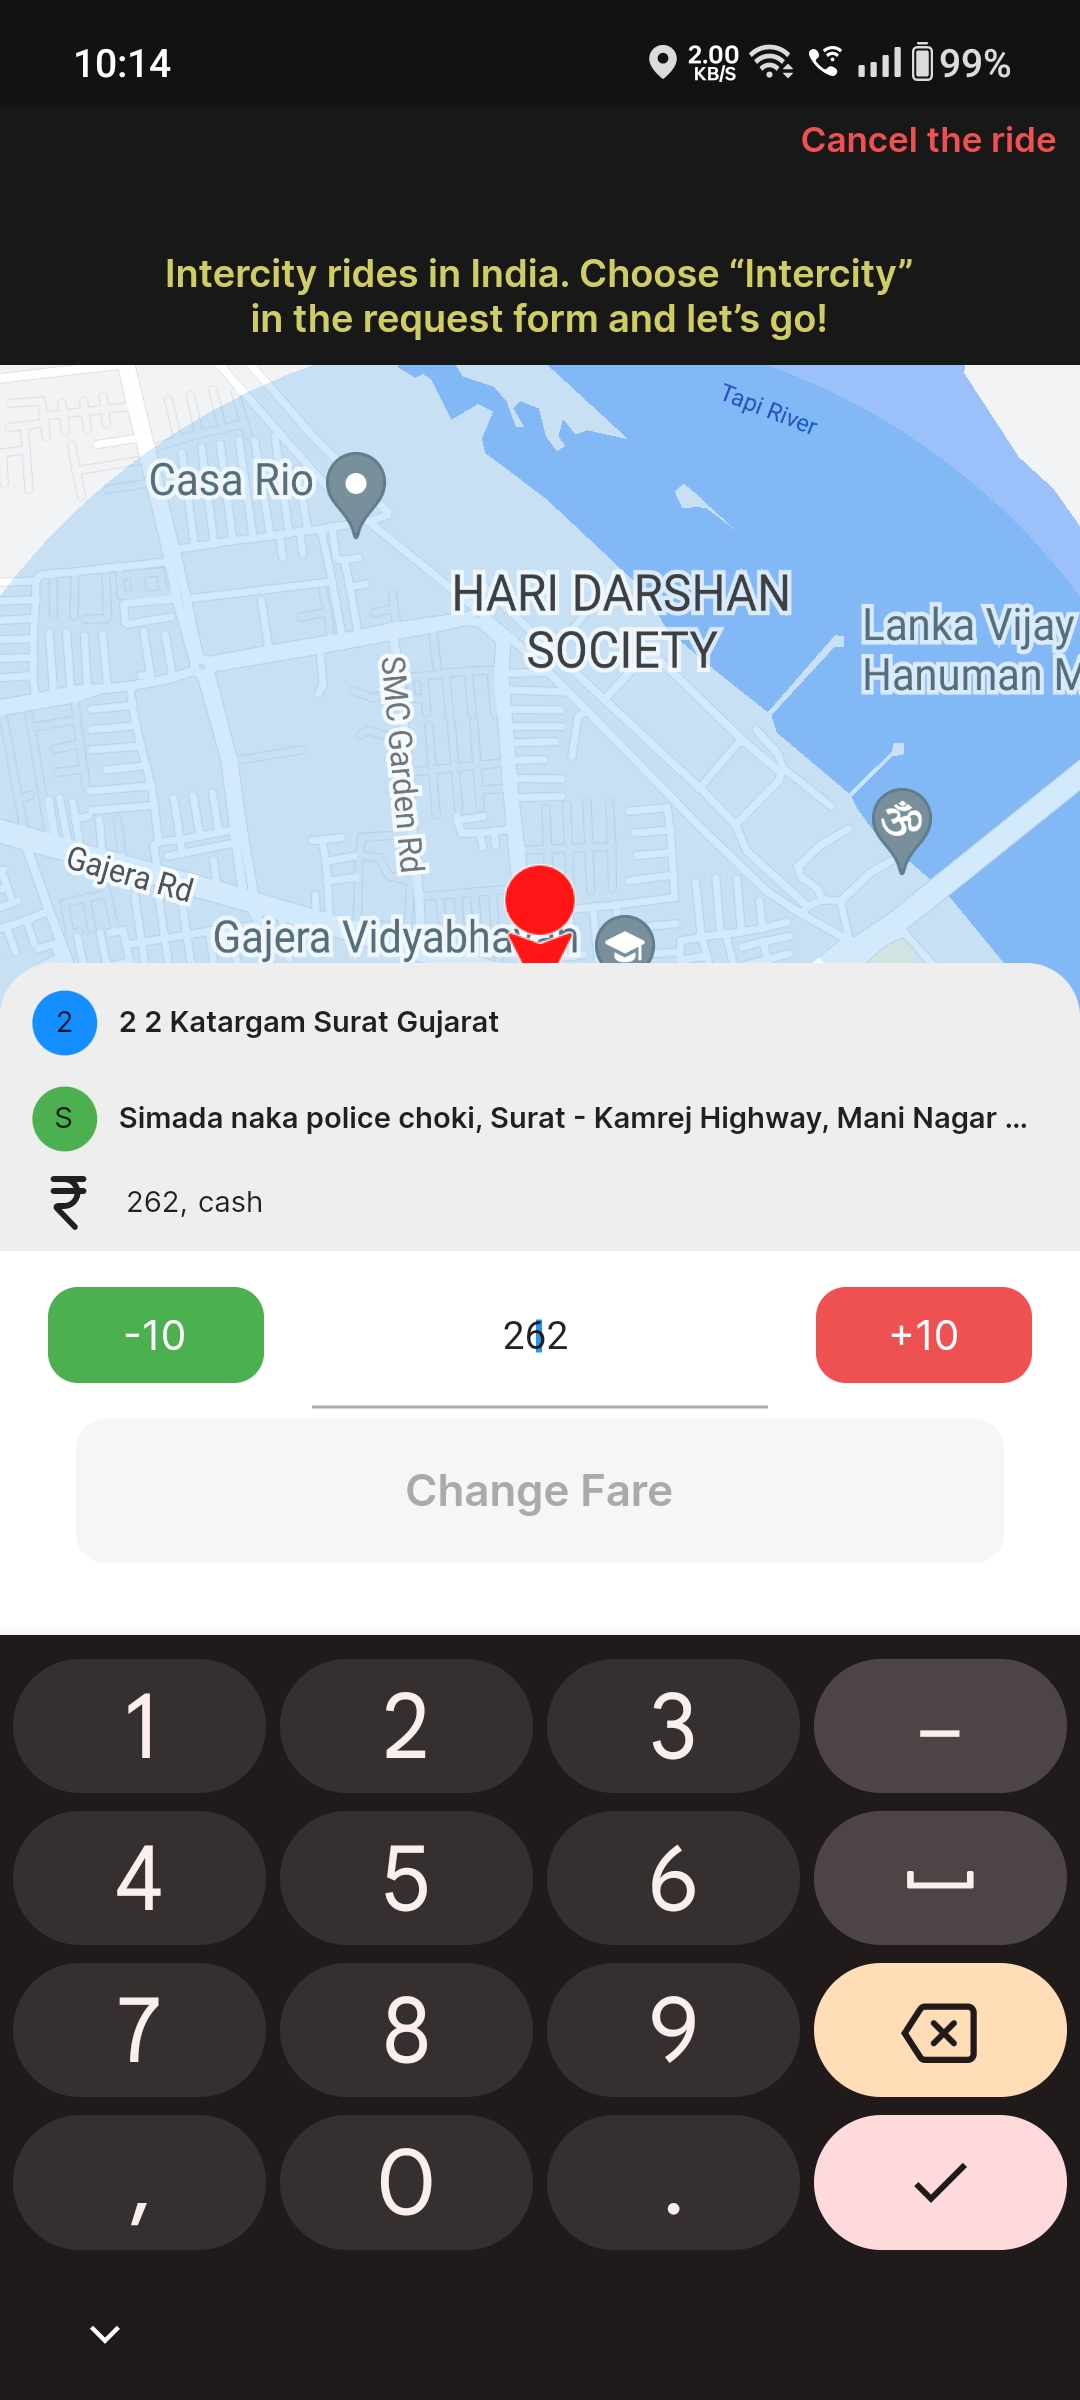 10:14
2.00
KB/S
99%
Cancel the ride
Intercity rides in India. Choose “Intercity”
in the request form and let’s go!
Tapi River
Casa Rio
HARI DARSHAN
SOCIETY
Lanka Vijay
Hanuman M
SMC Garden Rd
ॐ
Gajera Rd
Gajera Vidyabhavan
2
2 2 Katargam Surat Gujarat
S
Simada naka police choki, Surat - Kamrej Highway, Mani Nagar ...
₹
262, cash
-10
262
+10
Change Fare
1 2 3 –
4 5 6
7 8 9
, 0 .